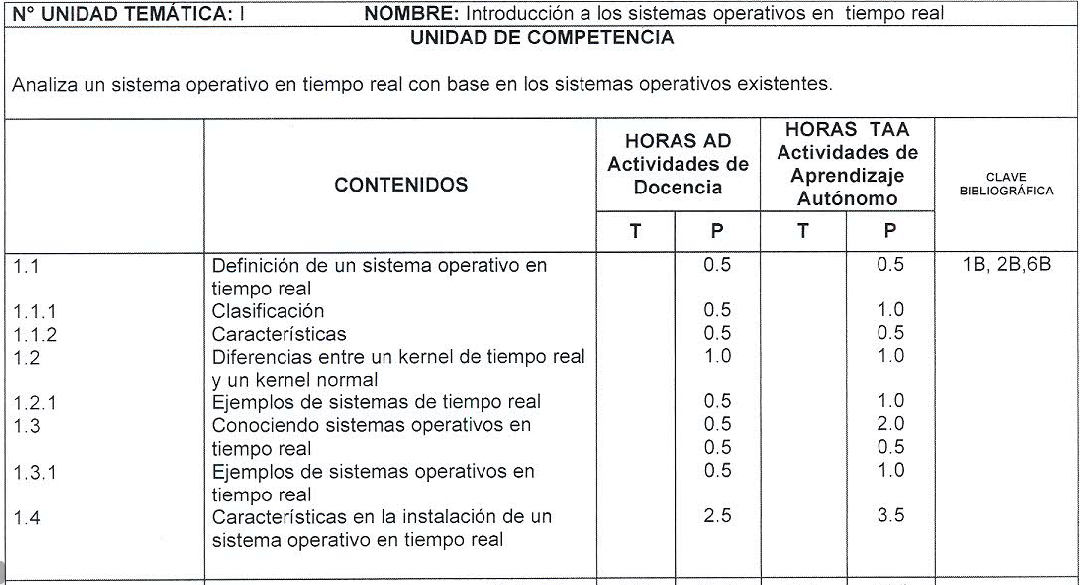 N° UNIDAD TEMÁTICA: I NOMBRE: Introducción a los sistemas operativos en tiempo real
UNIDAD DE COMPETENCIA
Analiza un sistema operativo en tiempo real con base en los sistemas operativos existentes.
CONTENIDOS
HORAS AD
Actividades de
Docencia
HORAS TAA
Actividades de
Aprendizaje
Autónomo
CLAVE
BIBLIOGRÁFICA
T P T P
1.1 Definición de un sistema operativo en 0.5 0.5 1B, 2B,6B
tiempo real
1.1.1 Clasificación 0.5 1.0
1.1.2 Características 0.5 0.5
1.2 Diferencias entre un kernel de tiempo real 1.0 1.0
y un kernel normal
1.2.1 Ejemplos de sistemas de tiempo real 0.5 1.0
1.3 Conociendo sistemas operativos en 0.5 2.0
tiempo real 0.5 0.5
1.3.1 Ejemplos de sistemas operativos en 0.5 1.0
tiempo real
1.4 Características en la instalación de un 2.5 3.5
sistema operativo en tiempo real